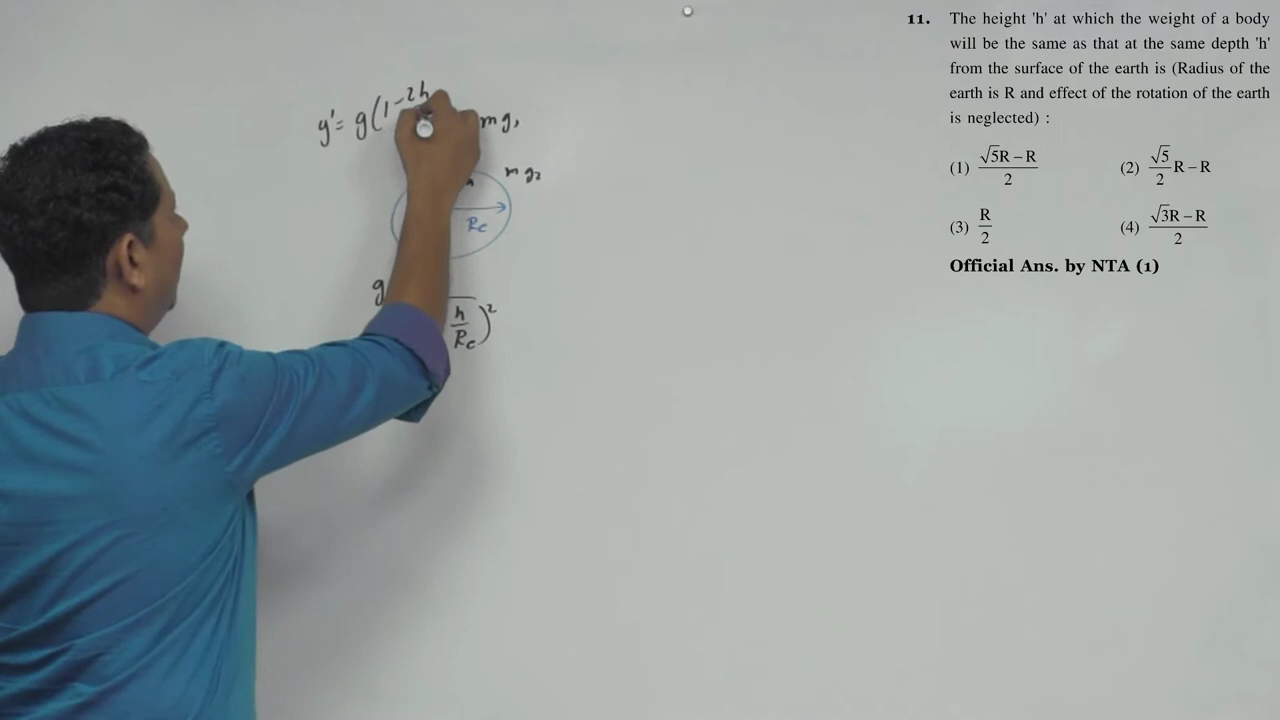 11. The height 'h' at which the weight of a body
will be the same as that at the same depth 'h'
from the surface of the earth is (Radius of the
earth is R and effect of the rotation of the earth
is neglected) :
(1) √5R – R / 2 (2) √5/2 R – R
(3) R/2 (4) √3R – R / 2
Official Ans. by NTA (1)
g' = g(1 - 2h
mg₁
mg₂
Rc
g
h/Rc)²